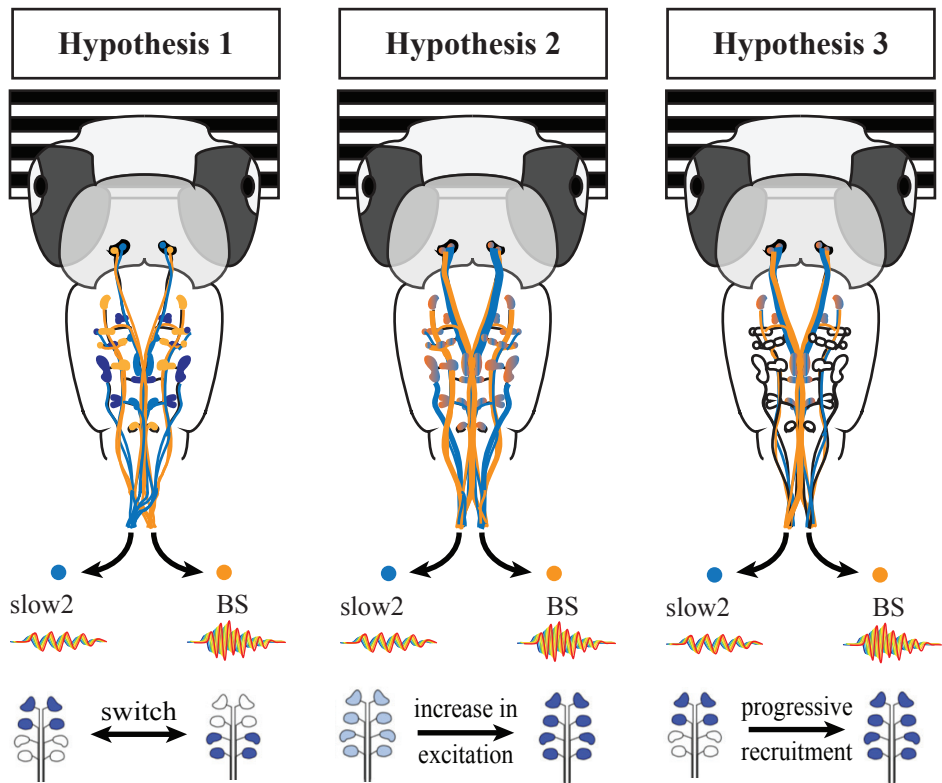 Hypothesis 1
Hypothesis 2
Hypothesis 3
slow2
BS
slow2
BS
slow2
BS
switch
increase in
excitation
progressive
recruitment